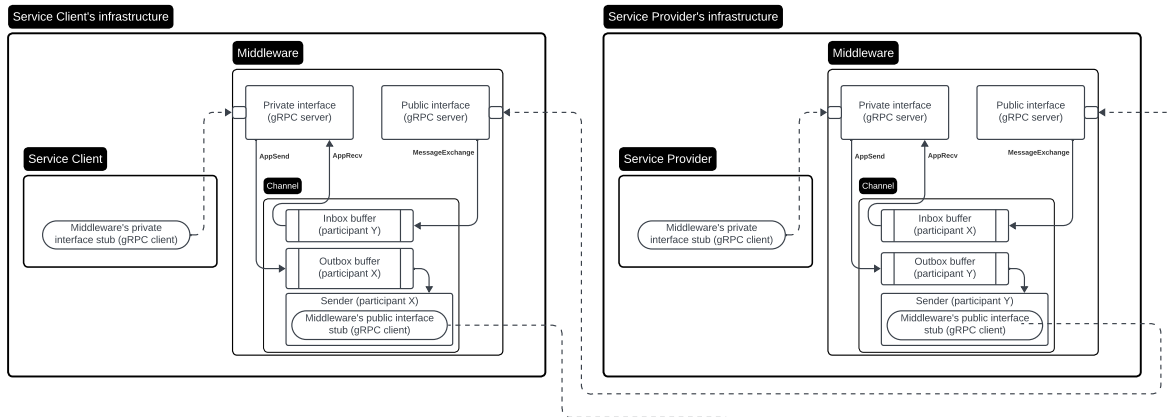 Service Client's infrastructure
Middleware
Private interface
(gRPC server)
Public interface
(gRPC server)
AppSend
AppRecv
MessageExchange
Service Client
Middleware's private
interface stub (gRPC client)
Channel
Inbox buffer
(participant Y)
Outbox buffer
(participant X)
Sender (participant X)
Middleware's public interface
stub (gRPC client)
Service Provider's infrastructure
Middleware
Private interface
(gRPC server)
Public interface
(gRPC server)
AppSend
AppRecv
MessageExchange
Service Provider
Middleware's private
interface stub (gRPC client)
Channel
Inbox buffer
(participant X)
Outbox buffer
(participant Y)
Sender (participant Y)
Middleware's public interface
stub (gRPC client)